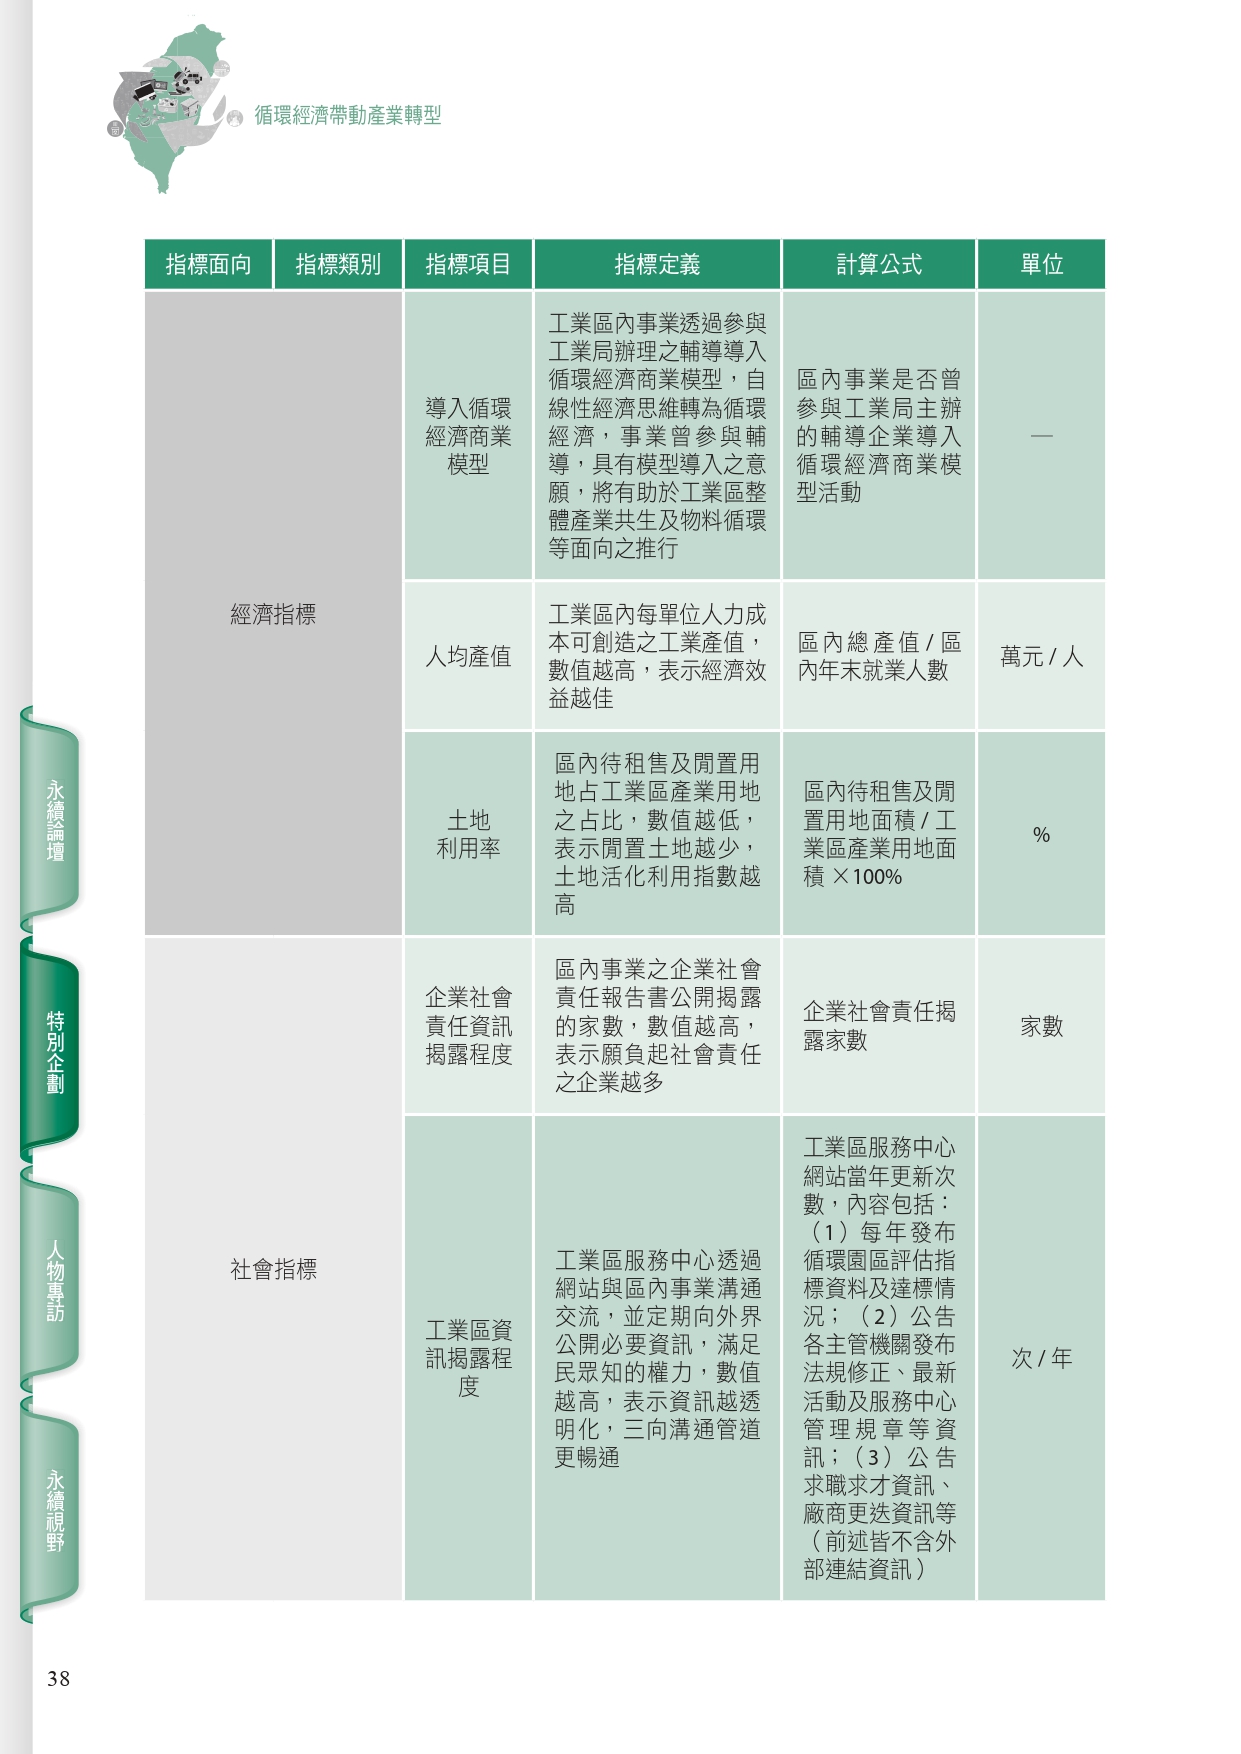 循環經濟帶動產業轉型
指標面向
指標類別
指標項目
指標定義
計算公式
單位
經濟指標
導入循環
經濟商業
模型
工業區內事業透過參與
工業局辦理之輔導導入
循環經濟商業模型，自
線性經濟思維轉為循環
經濟，事業曾參與輔
導，具有模型導入之意
願，將有助於工業區整
體產業共生及物料循環
等面向之推行
區內事業是否曾
參與工業局主辦
的輔導企業導入
循環經濟商業模
型活動
—
人均產值
工業區內每單位人力成
本可創造之工業產值，
數值越高，表示經濟效
益越佳
區內總產值 / 區
內年末就業人數
萬元 / 人
土地
利用率
區內待租售及閒置用
地占工業區產業用地
之占比，數值越低，
表示閒置土地越少，
土地活化利用指數越
高
區內待租售及閒
置用地面積 / 工
業區產業用地面
積 ×100%
%
社會指標
企業社會
責任資訊
揭露程度
區內事業之企業社會
責任報告書公開揭露
的家數，數值越高，
表示願負起社會責任
之企業越多
企業社會責任揭
露家數
家數
工業區資
訊揭露程
度
工業區服務中心透過
網站與區內事業溝通
交流，並定期向外界
公開必要資訊，滿足
民眾知的權力，數值
越高，表示資訊越透
明化，三向溝通管道
更暢通
工業區服務中心
網站當年更新次
數，內容包括：
（1）每年發布
循環園區評估指
標資料及達標情
況；（2）公告
各主管機關發布
法規修正、最新
活動及服務中心
管理規章等資
訊；（3）公告
求職求才資訊、
廠商更迭資訊等
（前述皆不含外
部連結資訊）
次 / 年
永續論壇
特別企劃
人物專訪
永續視野
38